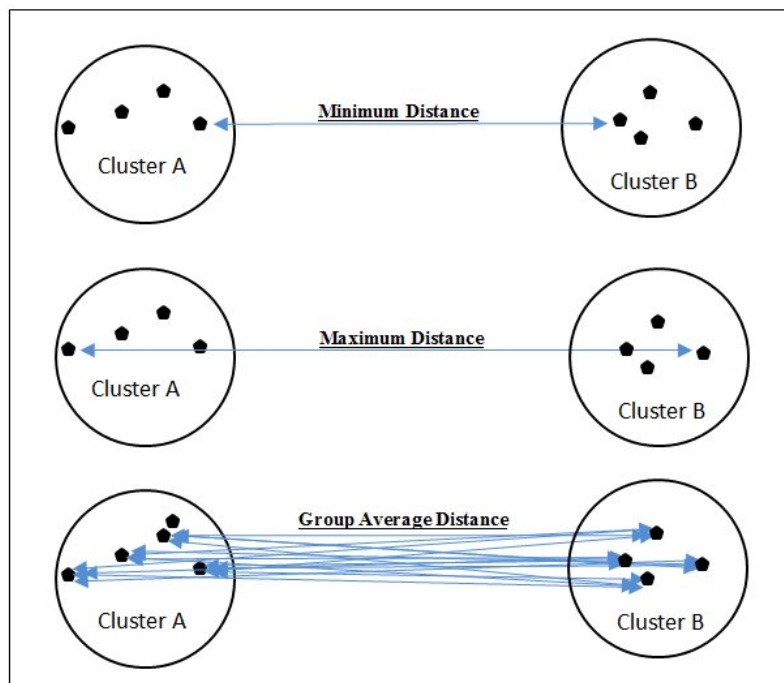 Minimum Distance
Cluster A
Cluster B
Maximum Distance
Cluster A
Cluster B
Group Average Distance
Cluster A
Cluster B